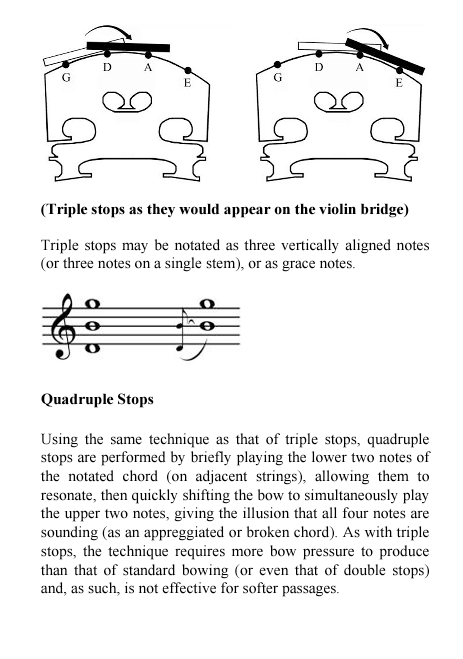 G D A E G D A E
(Triple stops as they would appear on the violin bridge)
Triple stops may be notated as three vertically aligned notes
(or three notes on a single stem), or as grace notes.
Quadruple Stops
Using the same technique as that of triple stops, quadruple
stops are performed by briefly playing the lower two notes of
the notated chord (on adjacent strings), allowing them to
resonate, then quickly shifting the bow to simultaneously play
the upper two notes, giving the illusion that all four notes are
sounding (as an appreggiated or broken chord). As with triple
stops, the technique requires more bow pressure to produce
than that of standard bowing (or even that of double stops)
and, as such, is not effective for softer passages.